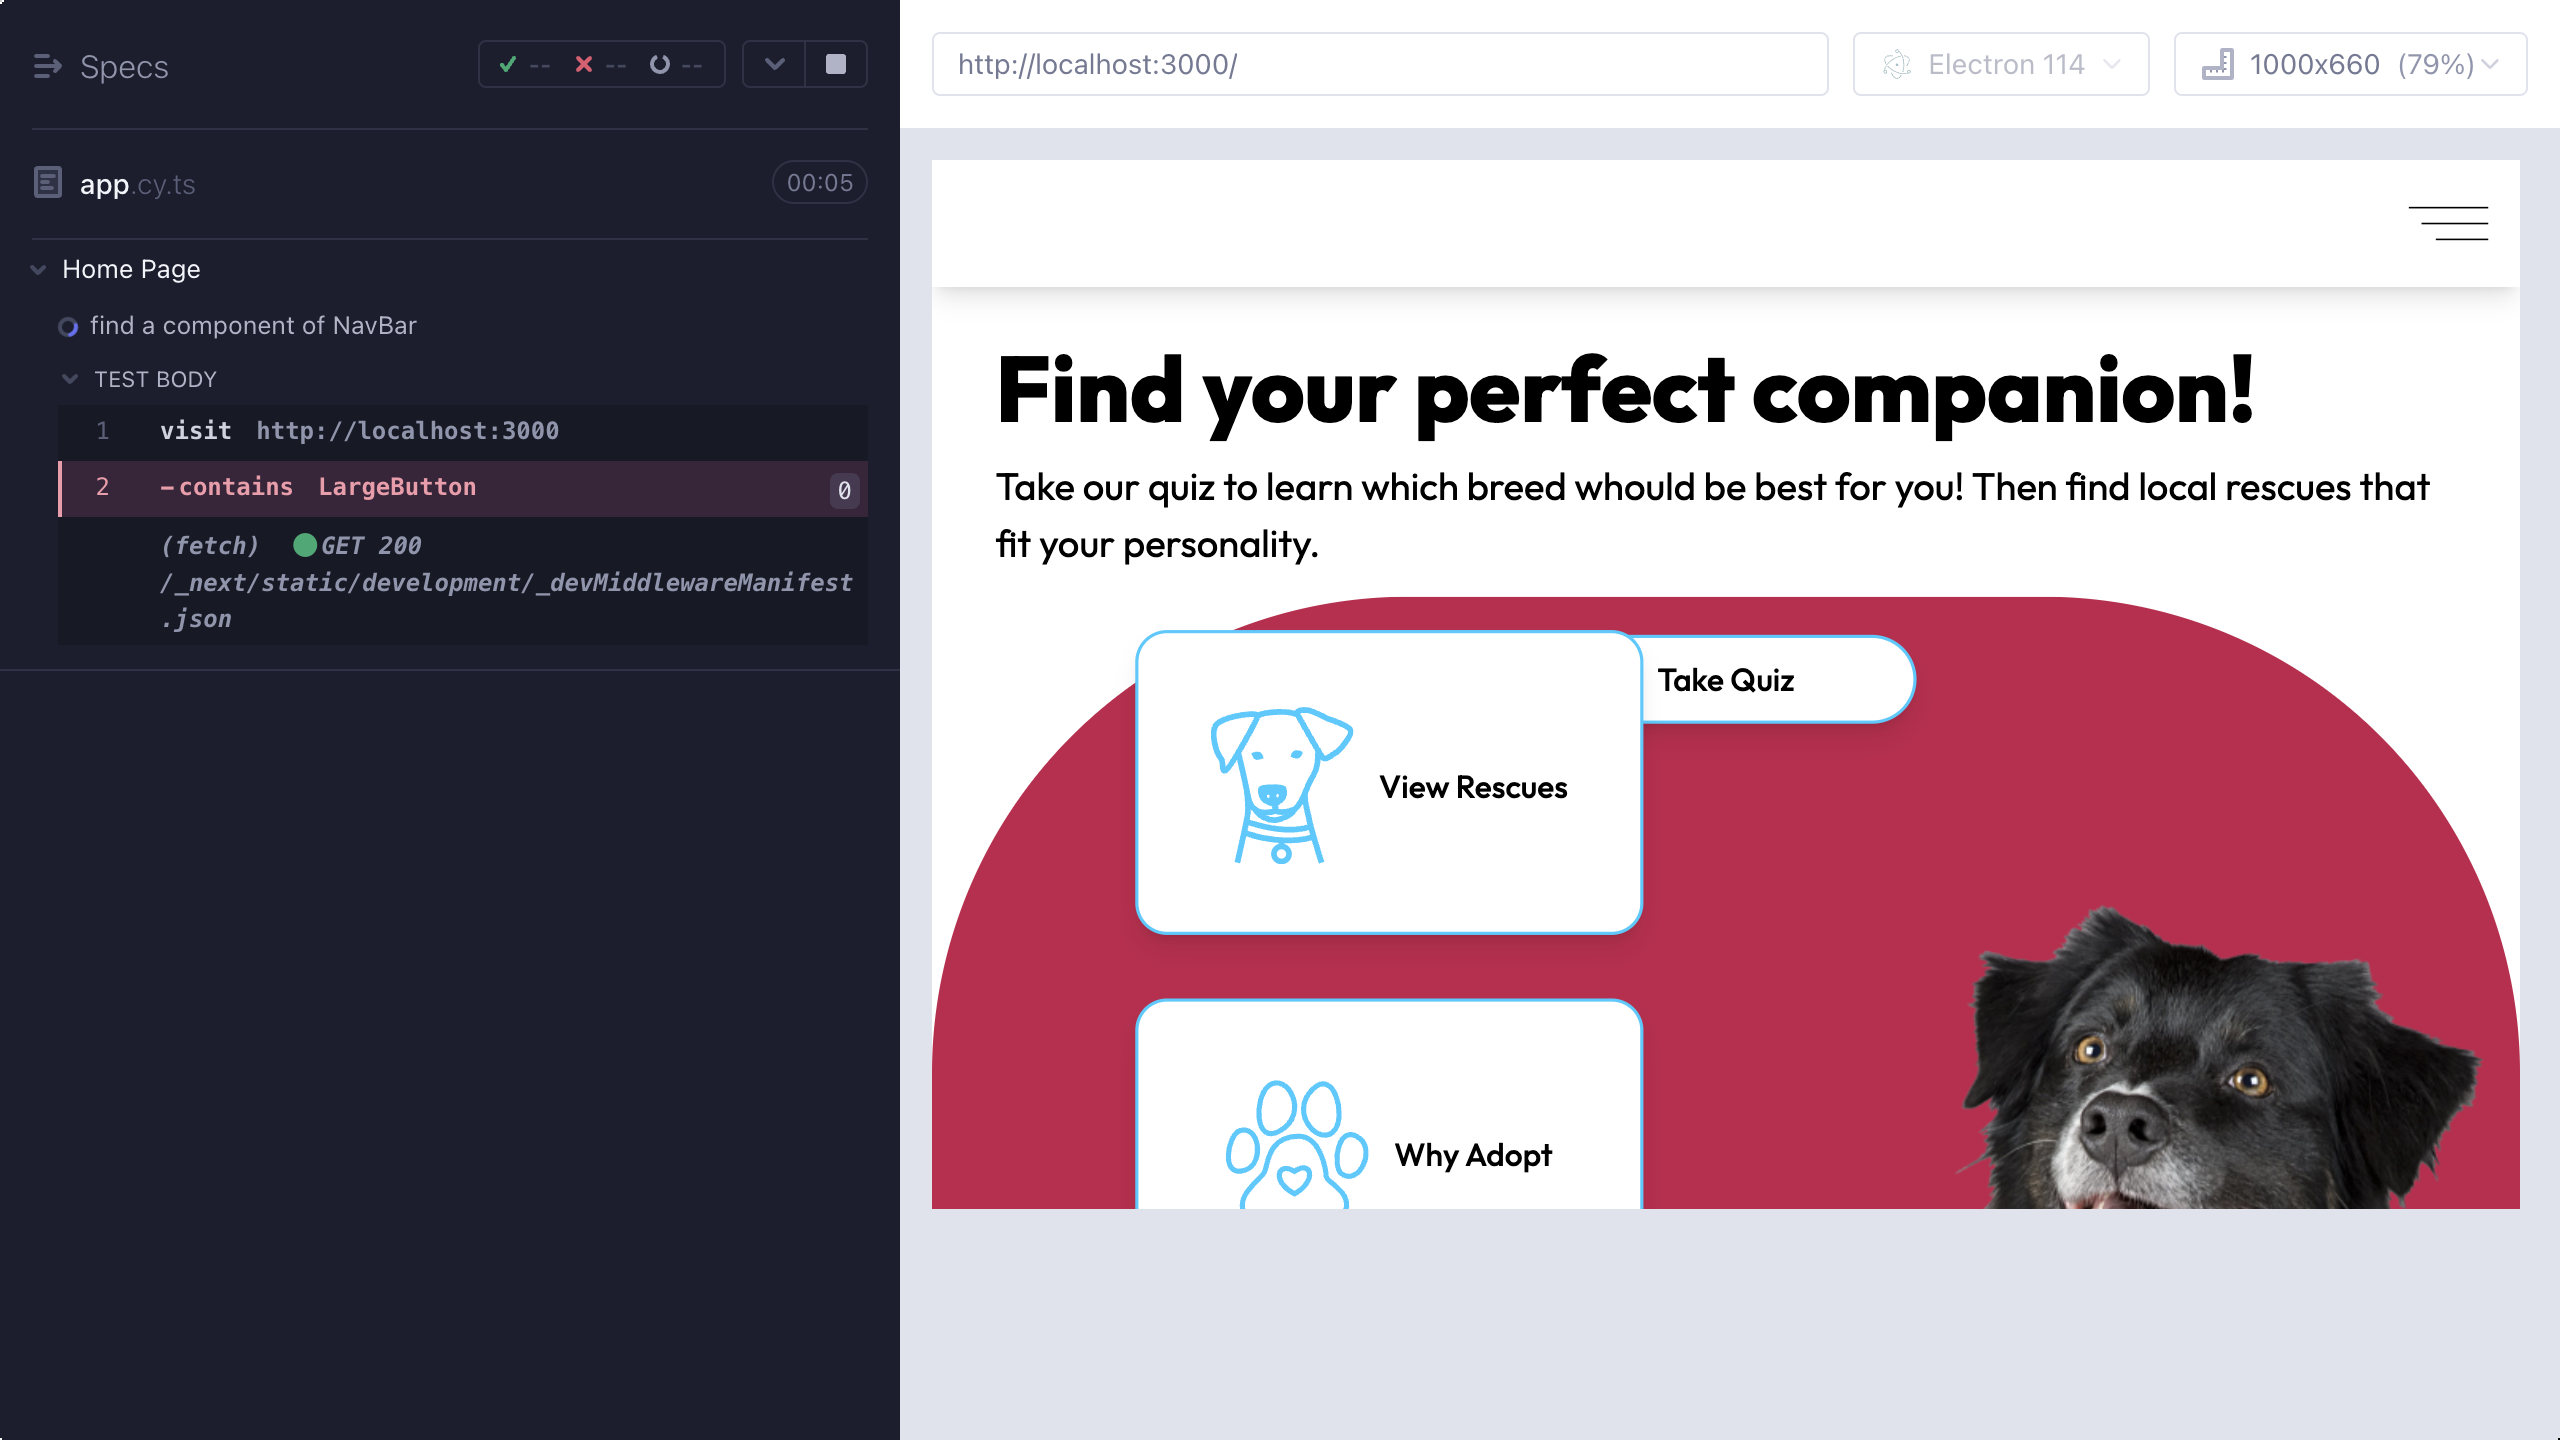 Specs
-- -- --
app.cy.ts
00:05
Home Page
find a component of NavBar
TEST BODY
1 visit http://localhost:3000
2 -contains LargeButton 0
(fetch) GET 200
/_next/static/development/_devMiddlewareManifest
.json
http://localhost:3000/
Electron 114
1000x660 (79%)
Find your perfect companion!
Take our quiz to learn which breed whould be best for you! Then find local rescues that
fit your personality.
Take Quiz
View Rescues
Why Adopt